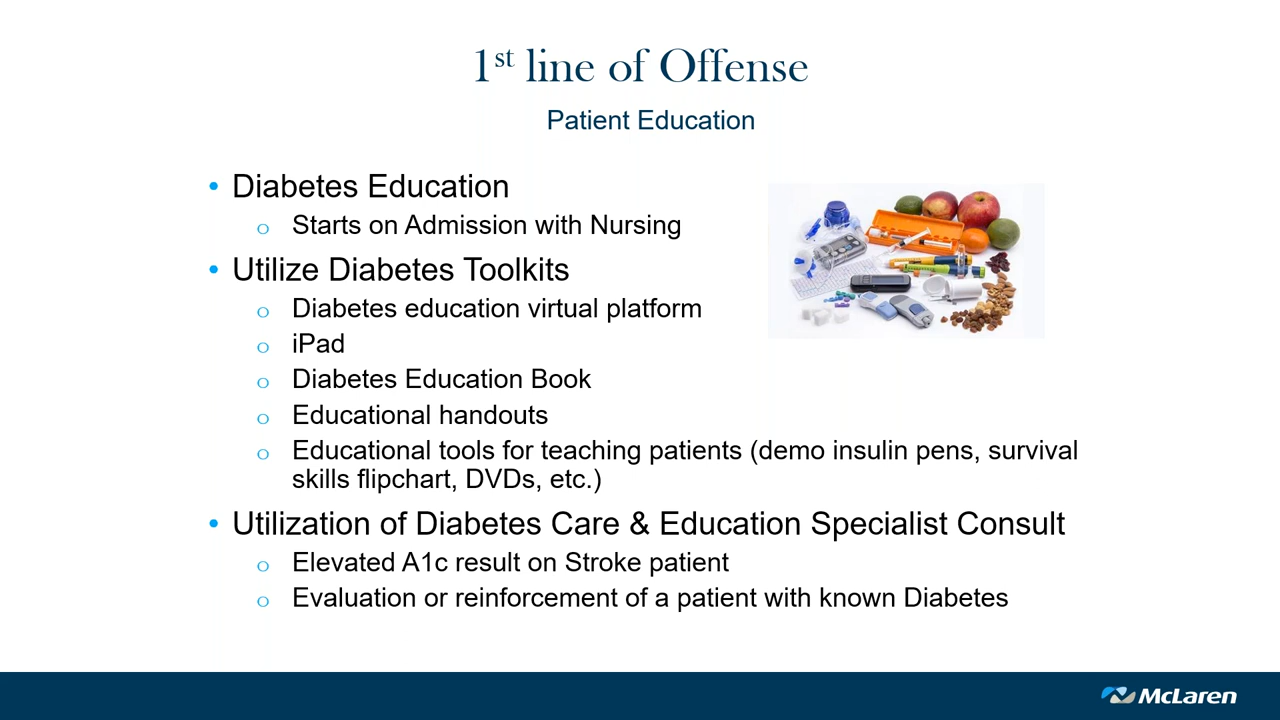 1st line of Offense
Patient Education
• Diabetes Education
o Starts on Admission with Nursing
• Utilize Diabetes Toolkits
o Diabetes education virtual platform
o iPad
o Diabetes Education Book
o Educational handouts
o Educational tools for teaching patients (demo insulin pens, survival
skills flipchart, DVDs, etc.)
• Utilization of Diabetes Care & Education Specialist Consult
o Elevated A1c result on Stroke patient
o Evaluation or reinforcement of a patient with known Diabetes
McLaren